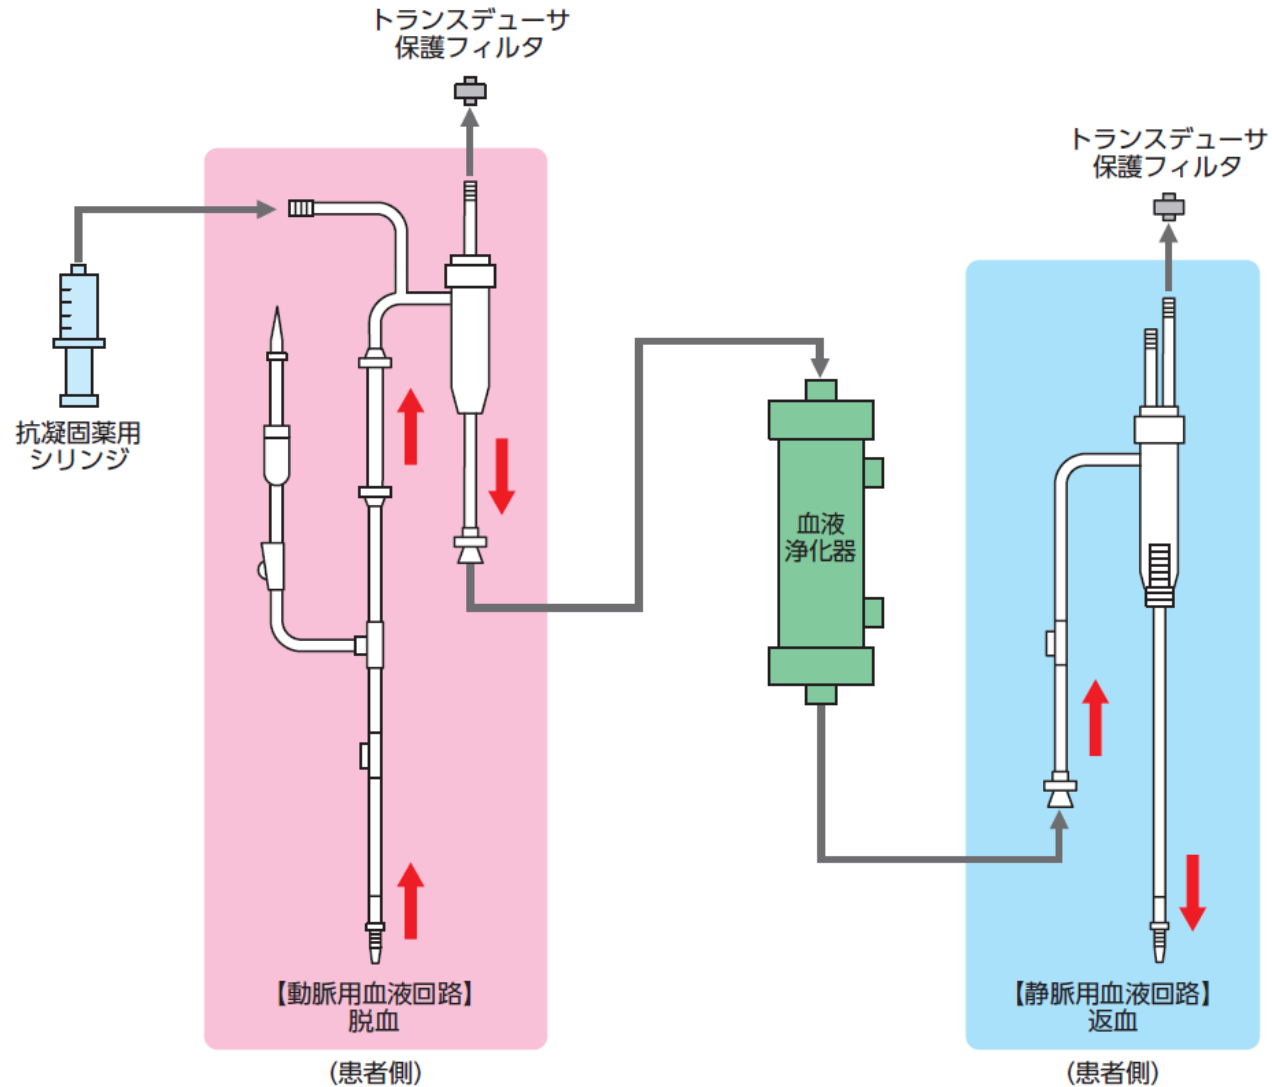 トランスデューサ
保護フィルタ
トランスデューサ
保護フィルタ
抗凝固薬用
シリンジ
血液
浄化器
【動脈用血液回路】
脱血
(患者側)
【静脈用血液回路】
返血
(患者側)